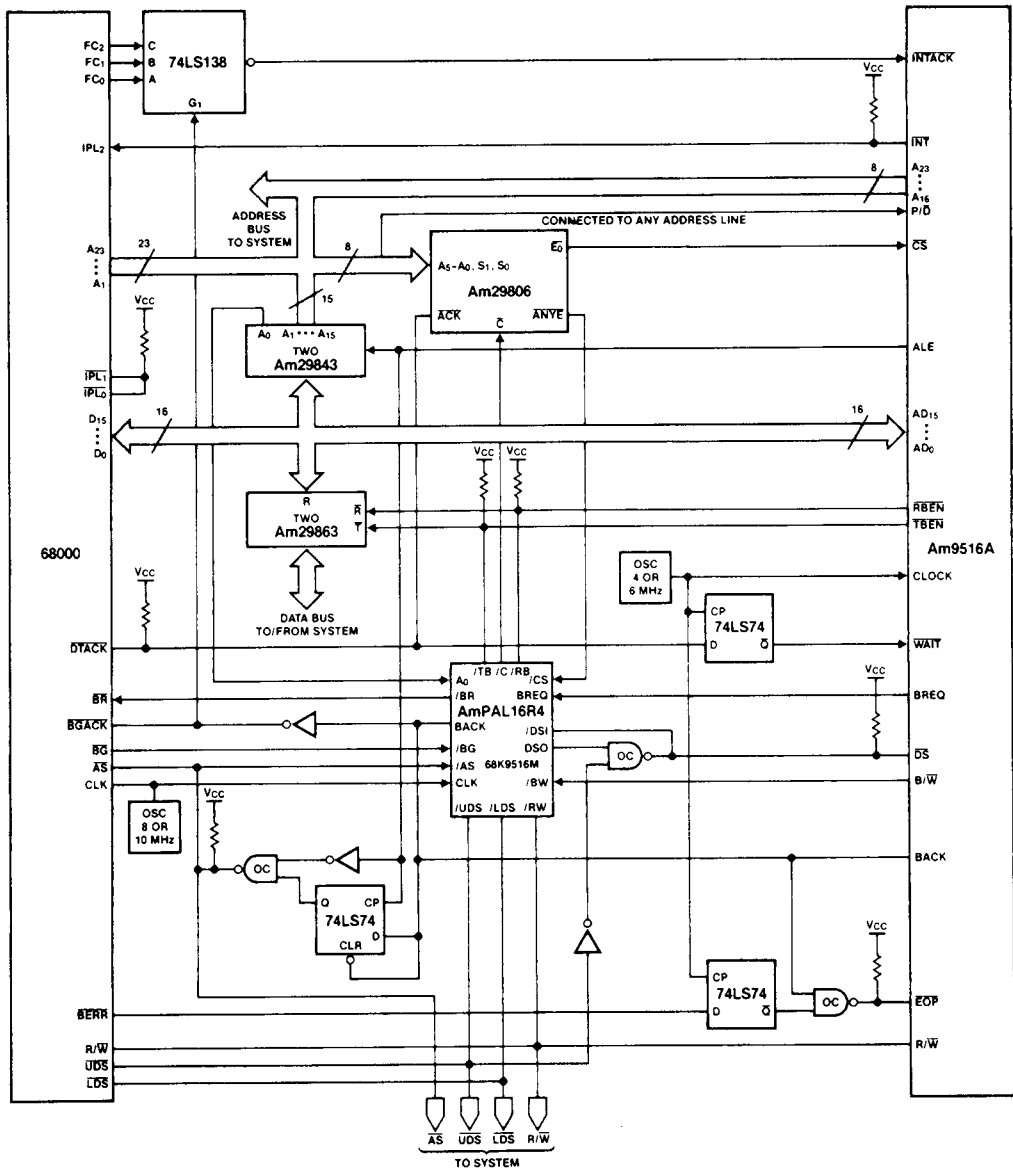 FC2 C
FC1 B 74LS138
FC0 A
G1
INTACK
VCC
IPL2
INT
8
A23
A16
ADDRESS
BUS
TO SYSTEM
CONNECTED TO ANY ADDRESS LINE
P/D
A23
A1
23
8
E0
CS
A5-A0, S1, S0
Am29806
15
ACK C ANYE
VCC
A0 A1 ···· A15
TWO
Am29843
ALE
IPL1
IPL0
D15
D0
16
16
AD15
AD0
VCC VCC
R
TWO
Am29863
R
T
RBEN
TBEN
68000
Am9516A
VCC
OSC
4 OR
6 MHz
CLOCK
DATA BUS
TO/FROM SYSTEM
CP
74LS74
D Q
DTACK
WAIT
/TB /C /RB
A0 /CS
VCC
BR
/BR BREQ
BREQ
AmPAL16R4
BGACK
BACK /DSI
BG
/BG DSO
68K9516M
OC
DS
AS
/AS
CLK
CLK /BW
B/W
OSC
8 OR
10 MHz
VCC
/UDS /LDS /RW
OC
BACK
Q CP
74LS74
D
CLR
VCC
CP
74LS74
D Q
OC
EOP
BERR
R/W
R/W
UDS
LDS
AS UDS LDS R/W
TO SYSTEM